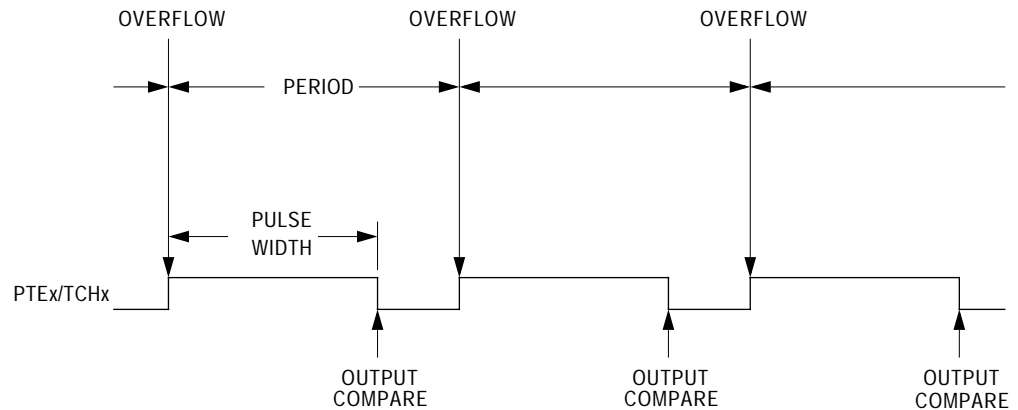 OVERFLOW
OVERFLOW
OVERFLOW
PERIOD
PULSE
WIDTH
PTEx/TCHx
OUTPUT
COMPARE
OUTPUT
COMPARE
OUTPUT
COMPARE